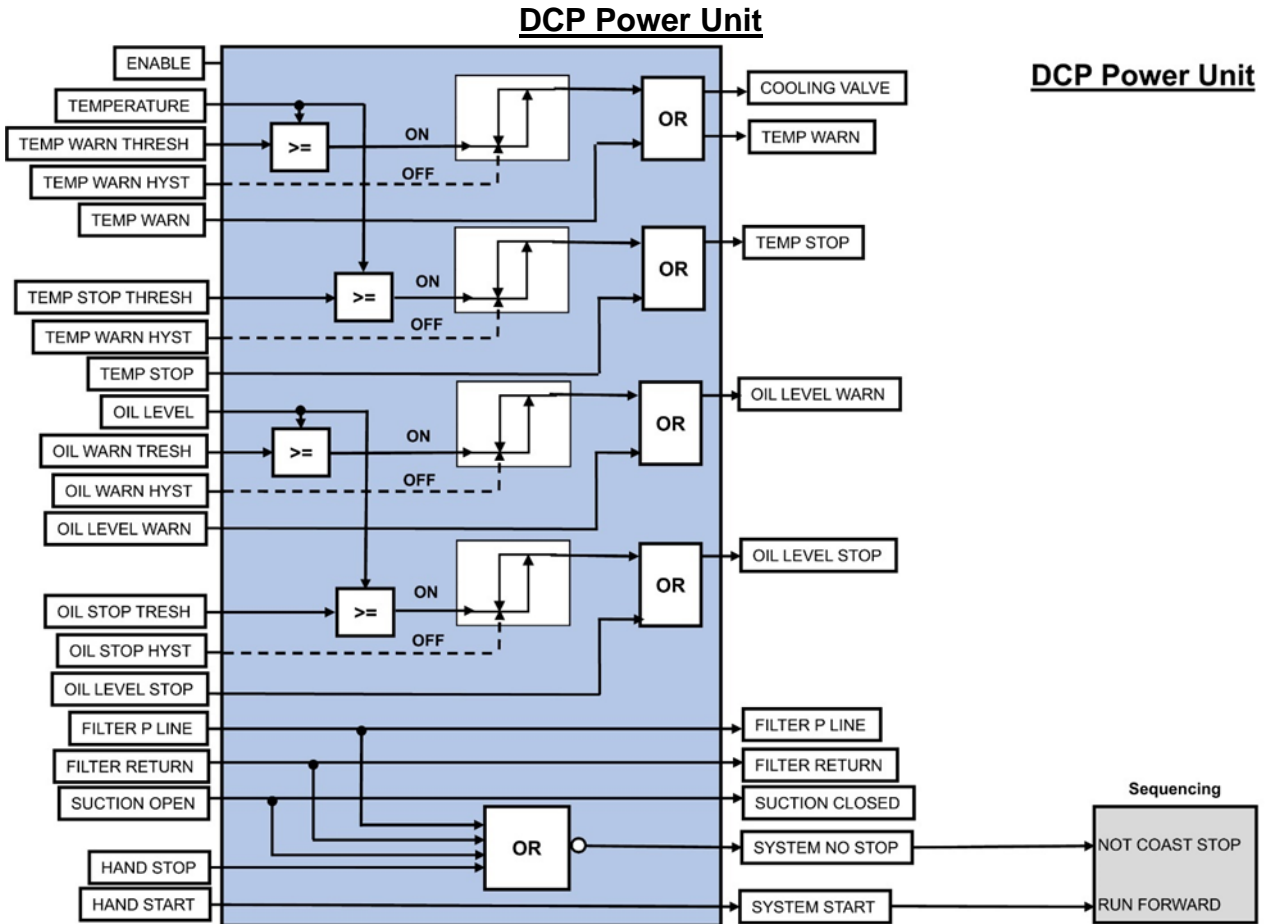 DCP Power Unit
DCP Power Unit
ENABLE
TEMPERATURE
TEMP WARN THRESH
TEMP WARN HYST
TEMP WARN
>=
ON
OFF
OR
COOLING VALVE
TEMP WARN
TEMP STOP THRESH
TEMP WARN HYST
TEMP STOP
>=
ON
OFF
OR
TEMP STOP
OIL LEVEL
OIL WARN TRESH
OIL WARN HYST
OIL LEVEL WARN
>=
ON
OFF
OR
OIL LEVEL WARN
OIL STOP TRESH
OIL STOP HYST
OIL LEVEL STOP
>=
ON
OFF
OR
OIL LEVEL STOP
FILTER P LINE
FILTER RETURN
SUCTION OPEN
HAND STOP
HAND START
OR
FILTER P LINE
FILTER RETURN
SUCTION CLOSED
SYSTEM NO STOP
SYSTEM START
Sequencing
NOT COAST STOP
RUN FORWARD